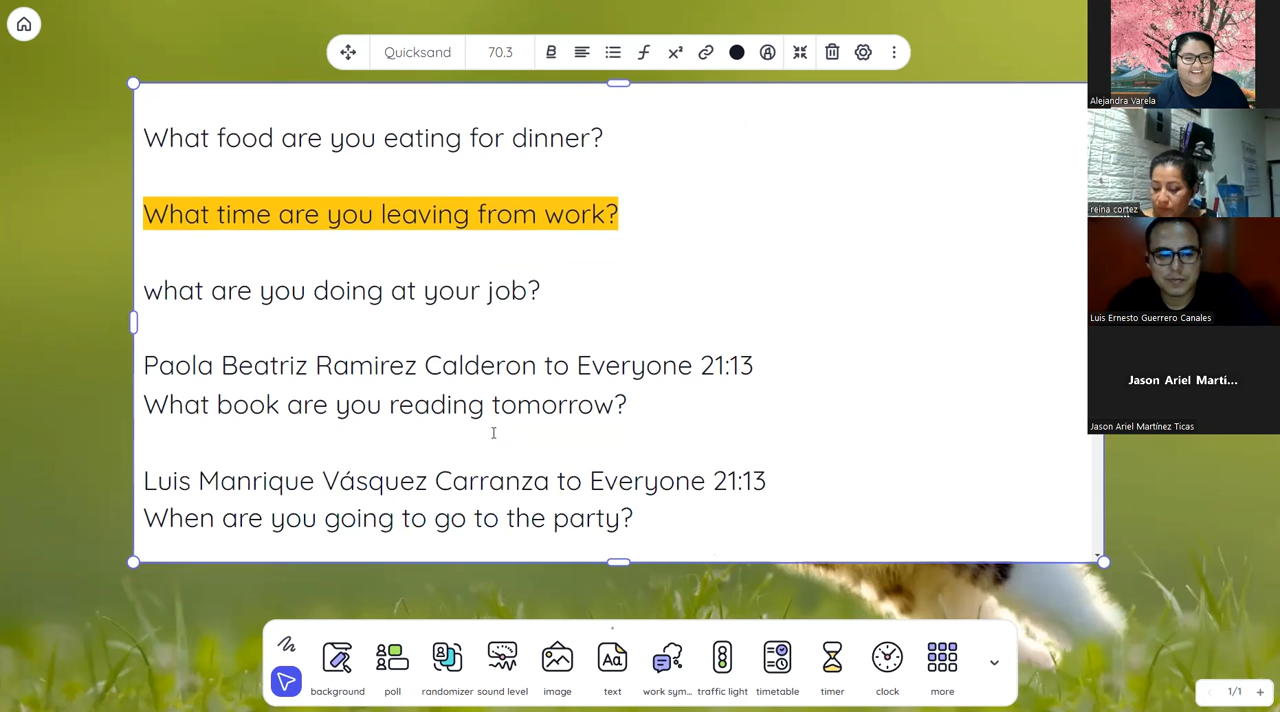 Quicksand
70.3
B
What food are you eating for dinner?
What time are you leaving from work?
what are you doing at your job?
Paola Beatriz Ramirez Calderon to Everyone 21:13
What book are you reading tomorrow?
Luis Manrique Vásquez Carranza to Everyone 21:13
When are you going to go to the party?
Alejandra Varela
reina cortez
Luis Ernesto Guerrero Canales
Jason Ariel Martí...
Jason Ariel Martínez Ticas
background
poll
randomizer
sound level
image
text
work sym...
traffic light
timetable
timer
clock
more
1/1